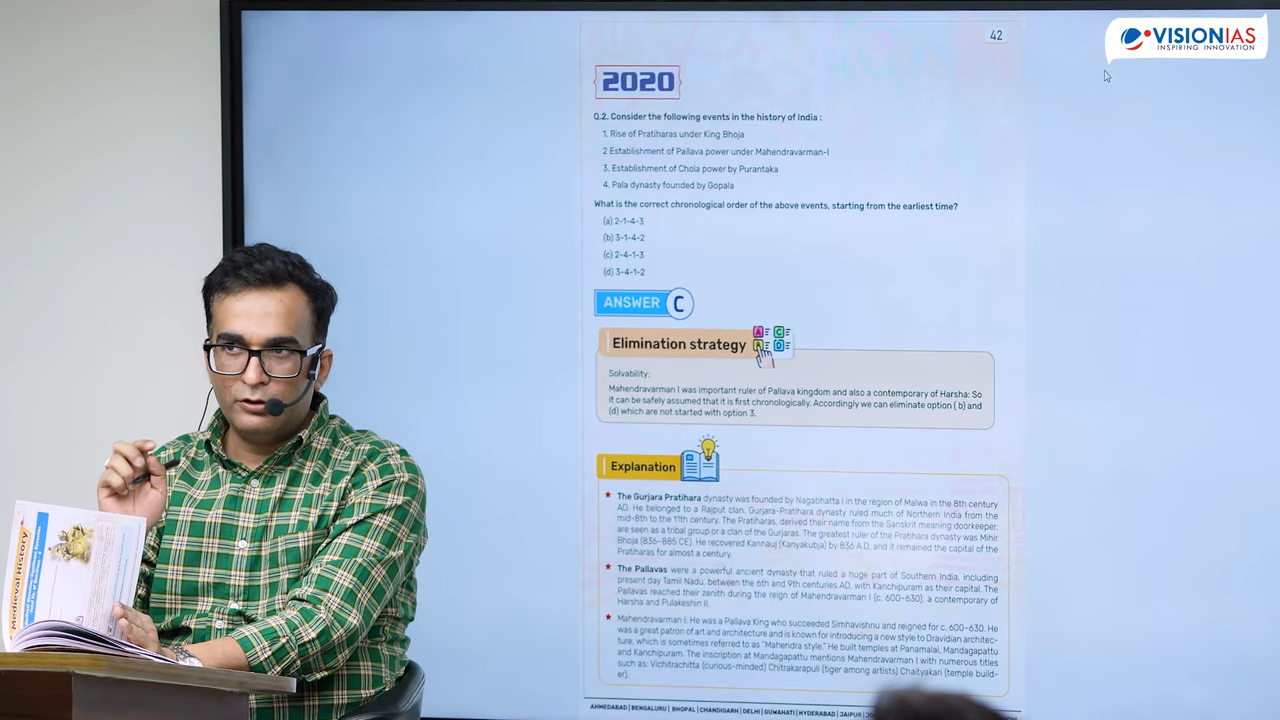 VISIONIAS
INSPIRING INNOVATION
42
2020
Q.2. Consider the following events in the history of India :
1. Rise of Pratiharas under King Bhoja
2 Establishment of Pallava power under Mahendravarman-I
3. Establishment of Chola power by Purantaka
4. Pala dynasty founded by Gopala
What is the correct chronological order of the above events, starting from the earliest time?
(a) 2-1-4-3
(b) 3-1-4-2
(c) 2-4-1-3
(d) 3-4-1-2
ANSWER C
Elimination strategy
A C
B D
Solvability:
Mahendravarman I was important ruler of Pallava kingdom and also a contemporary of Harsha: So
it can be safely assumed that it is first chronologically. Accordingly we can eliminate option ( b) and
(d) which are not started with option 3.
Explanation
★ The Gurjara Pratihara dynasty was founded by Nagabhatta I in the region of Malwa in the 8th century
AD. He belonged to a Rajput clan. Gurjara-Pratihara dynasty ruled much of Northern India from the
mid-8th to the 11th century. The Pratiharas, derived their name from the Sanskrit meaning doorkeeper,
are seen as a tribal group or a clan of the Gurjaras. The greatest ruler of the Pratihara dynasty was Mihir
Bhoja (836-885 CE). He recovered Kannauj (Kanyakubja) by 836 A.D, and it remained the capital of the
Pratiharas for almost a century.
★ The Pallavas were a powerful ancient dynasty that ruled a huge part of Southern India, including
present day Tamil Nadu, between the 6th and 9th centuries AD, with Kanchipuram as their capital. The
Pallavas reached their zenith during the reign of Mahendravarman I (c. 600-630), a contemporary of
Harsha and Pulakeshin II.
★ Mahendravarman I: He was a Pallava King who succeeded Simhavishnu and reigned for c. 600-630. He
was a great patron of art and architecture and is known for introducing a new style to Dravidian architec-
ture, which is sometimes referred to as "Mahendra style." He built temples at Panamalai, Mandagapattu
and Kanchipuram. The inscription at Mandagapattu mentions Mahendravarman I with numerous titles
such as: Vichitrachitta (curious-minded) Chitrakarapuli (tiger among artists) Chaityakari (temple build-
er).
AHMEDABAD | BENGALURU | BHOPAL | CHANDIGARH | DELHI | GUWAHATI | HYDERABAD | JAIPUR |
Medieval History